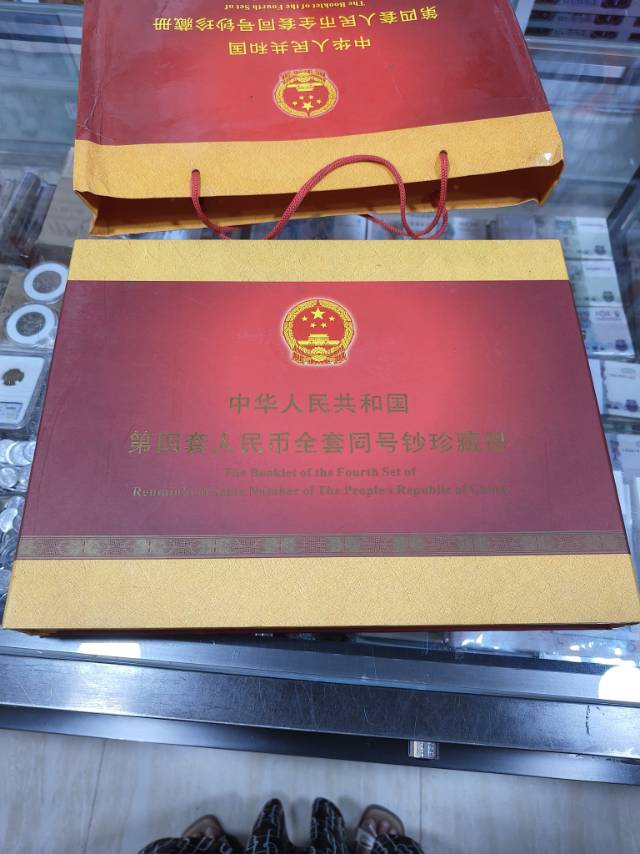 中华人民共和国
第四套人民币全套同号钞珍藏册
The Booklet of the Fourth Set of
中华人民共和国
第四套人民币全套同号钞珍藏册
The Booklet of the Fourth Set of
Renminbi of Same Number of The People's Republic of China